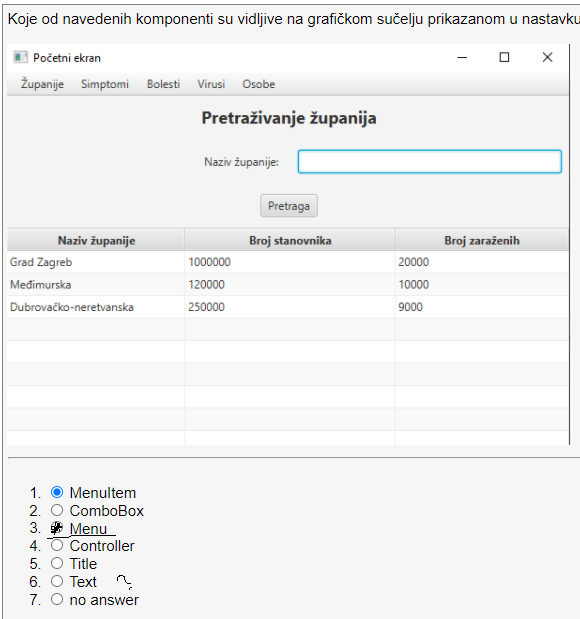 Koje od navedenih komponenti su vidljive na grafičkom sučelju prikazanom u nastavku
Početni ekran
Županije Simptomi Bolesti Virusi Osobe
Pretraživanje županija
Naziv županije:
Pretraga
Naziv županije Broj stanovnika Broj zaraženih
Grad Zagreb 1000000 20000
Međimurska 120000 10000
Dubrovačko-neretvanska 250000 9000
1. MenuItem
2. ComboBox
3. Menu
4. Controller
5. Title
6. Text
7. no answer